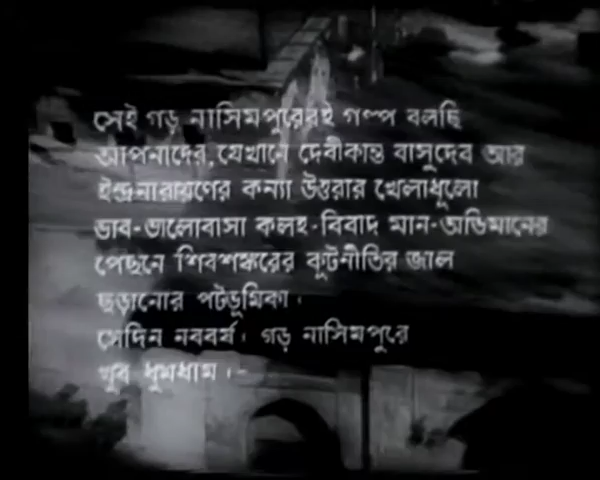 সেই গড় নাসিমপুরেরই গল্প বলছি
আপনাদের, যেখানে দেবীকান্ত বাসুদেব আর
ইন্দ্রনারায়ণের কন্যা উত্তরার খেলাধূলো
ভাব-ভালোবাসা কলহ-বিবাদ মান-অভিমানের
পেছনে শিবশঙ্করের কূটনীতির জাল
ছড়ানোর পটভূমিকা।
সেদিন নববর্ষ। গড় নাসিমপুরে
খুব ধুমধাম।-